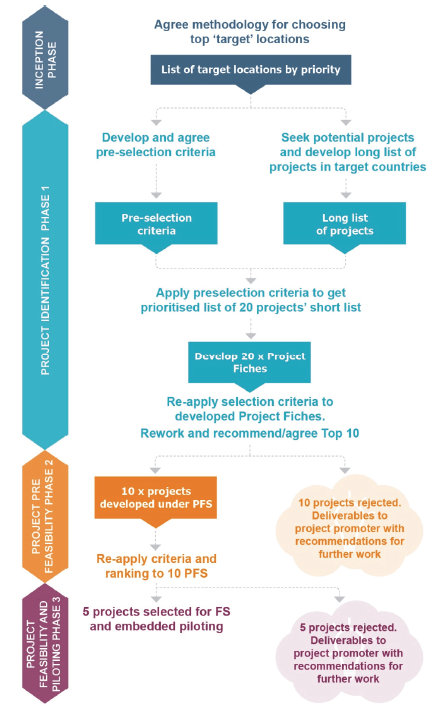 INCEPTION
PHASE
Agree methodology for choosing
top ‘target’ locations
List of target locations by priority
PROJECT IDENTIFICATION PHASE 1
Develop and agree
pre-selection criteria
Seek potential projects
and develop long list of
projects in target countries
Pre-selection
criteria
Long list
of projects
Apply preselection criteria to get
prioritised list of 20 projects’ short list
Develop 20 x Project
Fiches
Re-apply selection criteria to
developed Project Fiches.
Rework and recommend/agree Top 10
PROJECT PRE
FEASIBILITY PHASE 2
10 x projects
developed under PFS
10 projects rejected.
Deliverables to
project promoter with
recommendations for
further work
Re-apply criteria and
ranking to 10 PFS
PROJECT
FEASIBILITY AND
PILOTING PHASE 3
5 projects selected for FS
and embedded piloting
5 projects rejected.
Deliverables to
project promoter with
recommendations for
further work